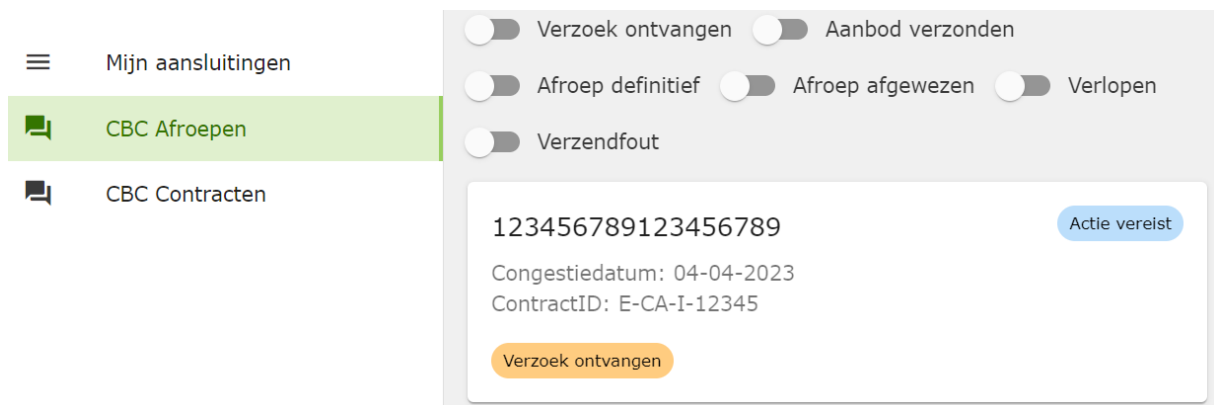 Mijn aansluitingen
CBC Afroepen
CBC Contracten
Verzoek ontvangen Aanbod verzonden
Afroep definitief Afroep afgewezen Verlopen
Verzendfout
123456789123456789 Actie vereist
Congestiedatum: 04-04-2023
ContractID: E-CA-I-12345
Verzoek ontvangen